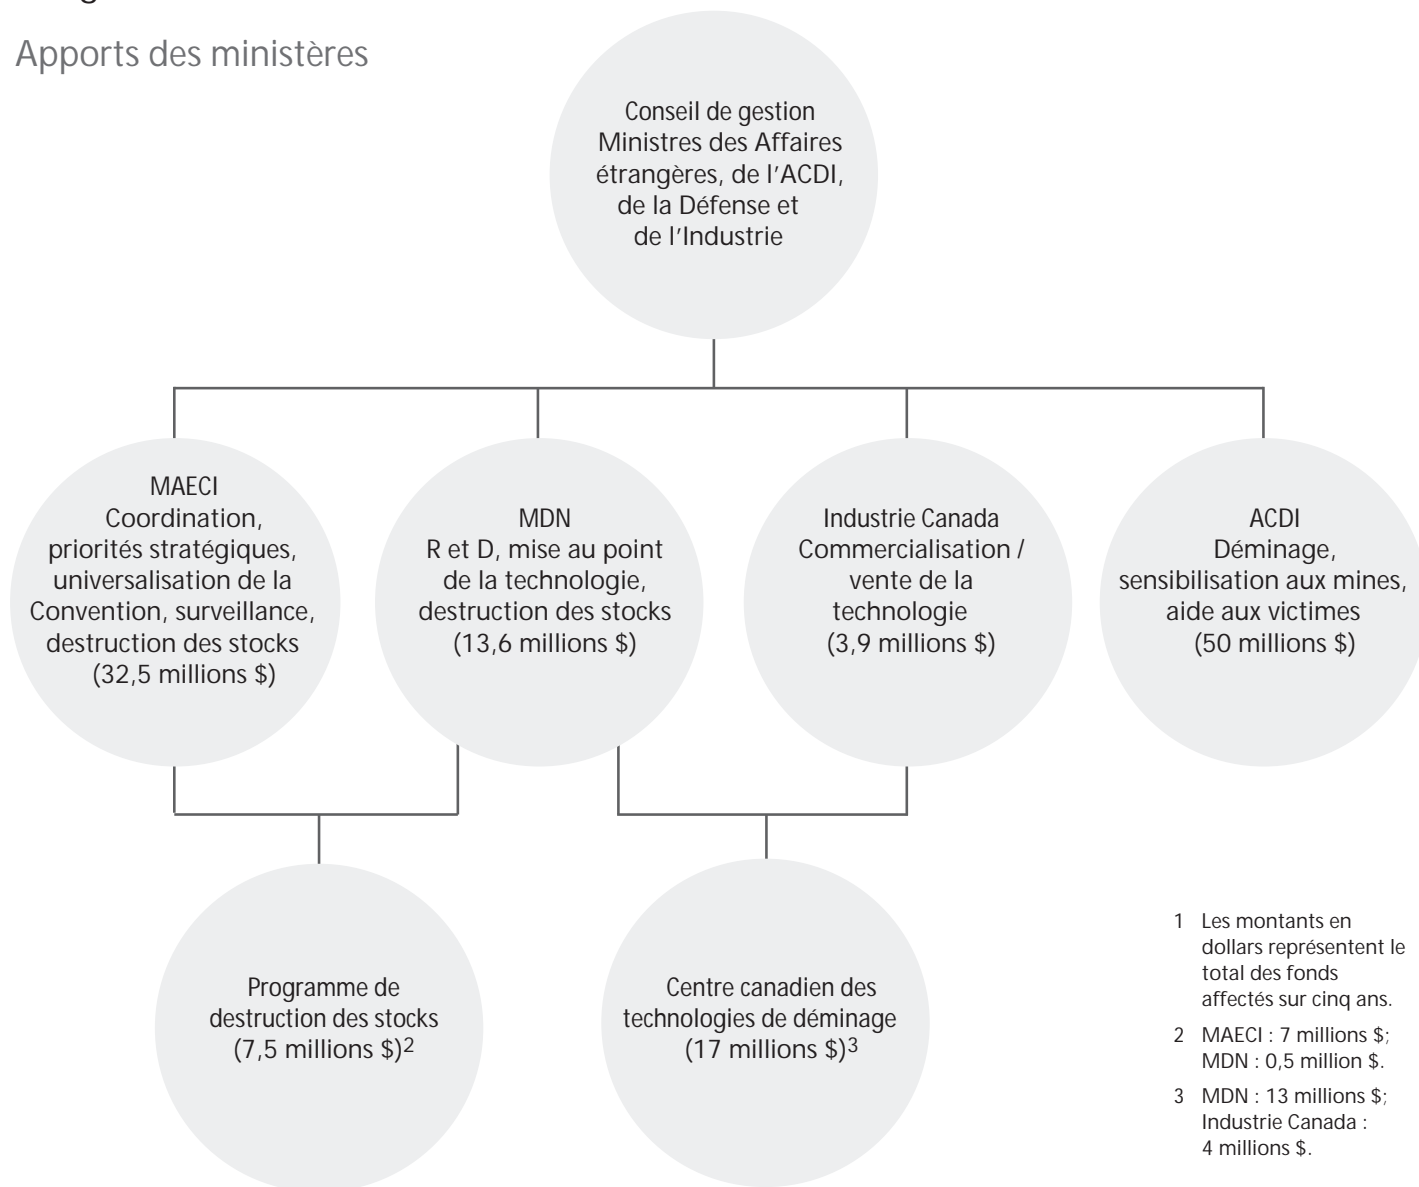 Apports des ministères
Conseil de gestion
Ministres des Affaires
étrangères, de l'ACDI,
de la Défense et
de l'Industrie
MAECI
Coordination,
priorités stratégiques,
universalisation de la
Convention, surveillance,
destruction des stocks
(32,5 millions $)
MDN
R et D, mise au point
de la technologie,
destruction des stocks
(13,6 millions $)
Industrie Canada
Commercialisation /
vente de la
technologie
(3,9 millions $)
ACDI
Déminage,
sensibilisation aux mines,
aide aux victimes
(50 millions $)
Programme de
destruction des stocks
(7,5 millions $)2
Centre canadien des
technologies de déminage
(17 millions $)3
1 Les montants en
dollars représentent le
total des fonds
affectés sur cinq ans.
2 MAECI : 7 millions $;
MDN : 0,5 million $.
3 MDN : 13 millions $;
Industrie Canada :
4 millions $.